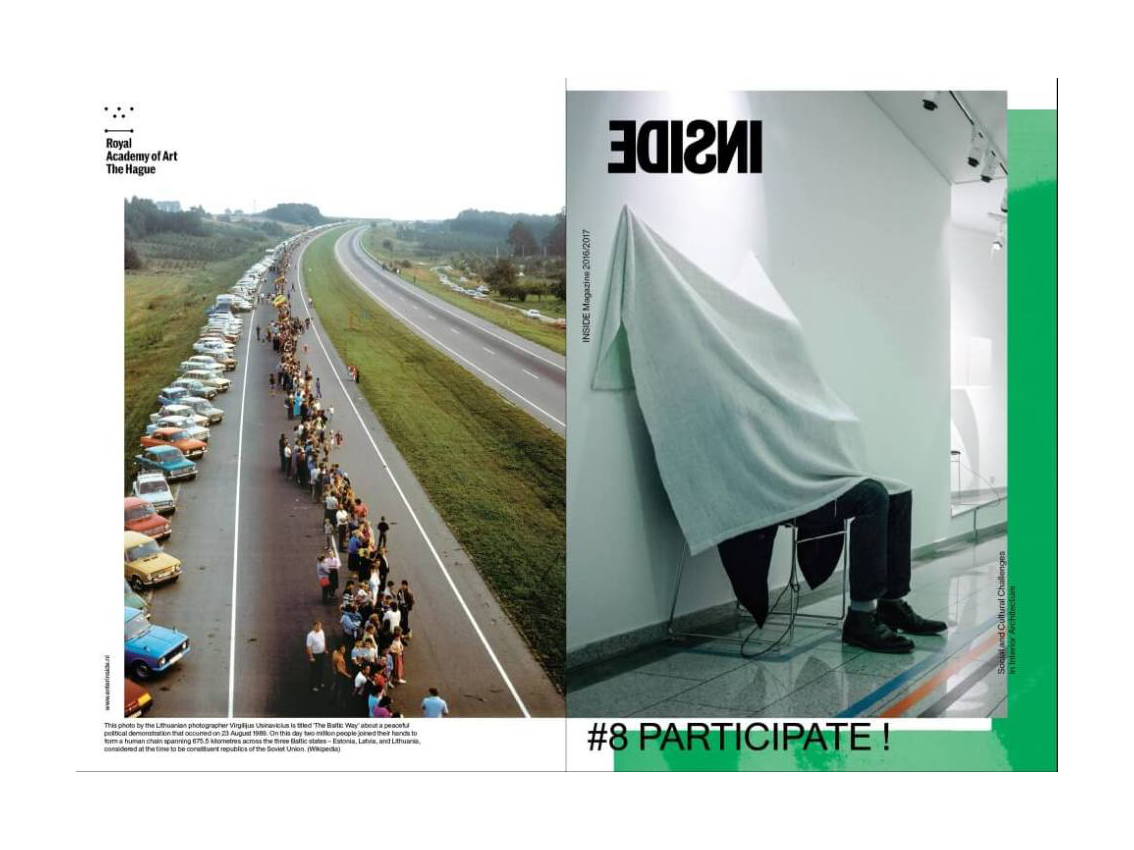 Royal
Academy of Art
The Hague
www.enterinside.nl
This photo by the Lithuanian photographer Virgilijus Usinavicius is titled 'The Baltic Way' about a peaceful
political demonstration that occurred on 23 August 1989. On this day two million people joined their hands to
form a human chain spanning 675.5 kilometres across the three Baltic states – Estonia, Latvia, and Lithuania,
considered at the time to be constituent republics of the Soviet Union. (Wikipedia)
INSIDE
INSIDE Magazine 2016/2017
Social and Cultural Challenges
in Interior Architecture
#8 PARTICIPATE !